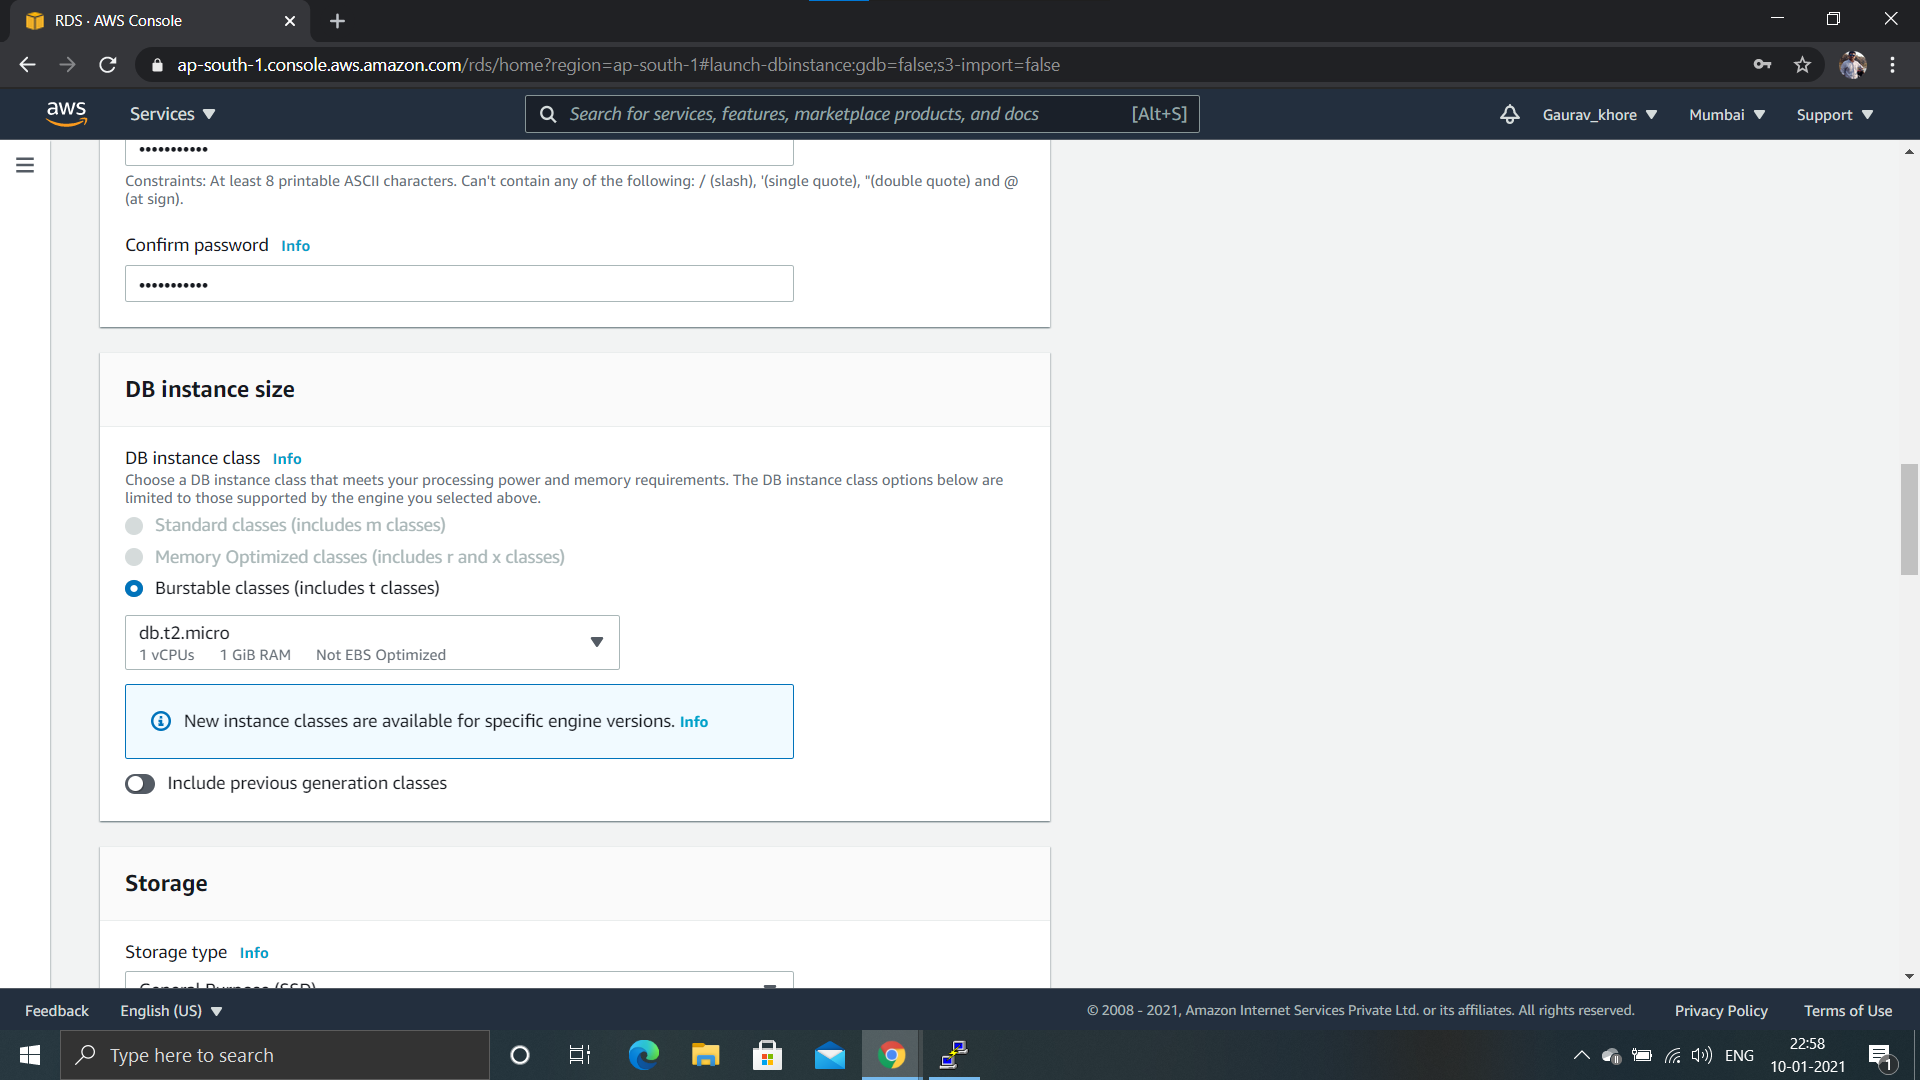 RDS · AWS Console
ap-south-1.console.aws.amazon.com/rds/home?region=ap-south-1#launch-dbinstance:gdb=false;s3-import=false
aws
Services
Search for services, features, marketplace products, and docs [Alt+S]
Gaurav_khore
Mumbai
Support
•••••••••••
Constraints: At least 8 printable ASCII characters. Can't contain any of the following: / (slash), '(single quote), "(double quote) and @
(at sign).
Confirm password Info
•••••••••••
DB instance size
DB instance class Info
Choose a DB instance class that meets your processing power and memory requirements. The DB instance class options below are
limited to those supported by the engine you selected above.
Standard classes (includes m classes)
Memory Optimized classes (includes r and x classes)
Burstable classes (includes t classes)
db.t2.micro
1 vCPUs 1 GiB RAM Not EBS Optimized
New instance classes are available for specific engine versions. Info
Include previous generation classes
Storage
Storage type Info
General Purpose (SSD)
Feedback
English (US)
© 2008 - 2021, Amazon Internet Services Private Ltd. or its affiliates. All rights reserved.
Privacy Policy
Terms of Use
Type here to search
ENG
22:58
10-01-2021
1